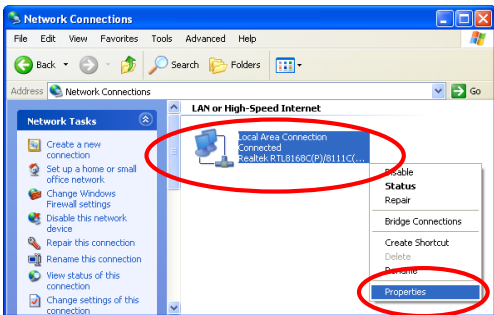 Network Connections
File Edit View Favorites Tools Advanced Help
Back Search Folders
Address Network Connections Go
Network Tasks
Create a new
connection
Set up a home or small
office network
Change Windows
Firewall settings
Disable this network
device
Repair this connection
Rename this connection
View status of this
connection
Change settings of this
connection
LAN or High-Speed Internet
Local Area Connection
Connected
Realtek RTL8168C(P)/8111C(...
Disable
Status
Repair
Bridge Connections
Create Shortcut
Delete
Rename
Properties